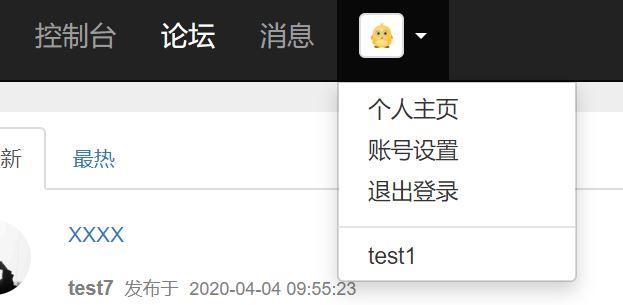 控制台 论坛 消息
个人主页
账号设置
退出登录
test1
新 最热
XXXX
test7 发布于 2020-04-04 09:55:23